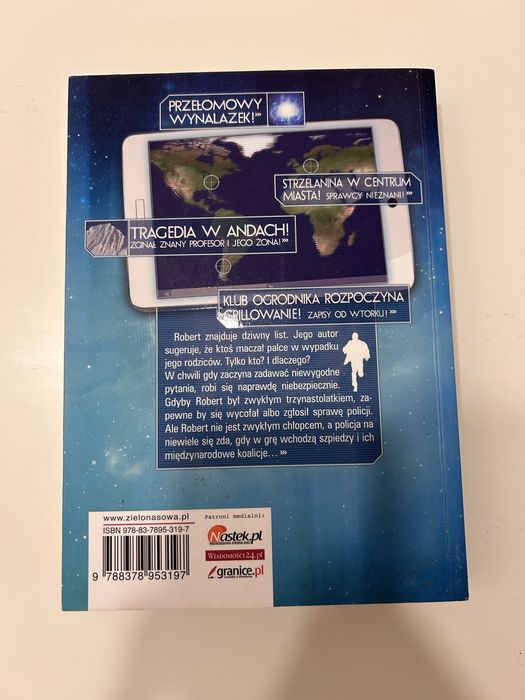 PRZEŁOMOWY
WYNALAZEK!»»
STRZELANINA W CENTRUM
MIASTA! SPRAWCY NIEZNANI!»»
TRAGEDIA W ANDACH!
ZGINĄŁ ZNANY PROFESOR I JEGO ŻONA!»»
KLUB OGRODNIKA ROZPOCZYNA
GRILLOWANIE! ZAPISY OD WTORKU!»»
Robert znajduje dziwny list. Jego autor
sugeruje, że ktoś maczał palce w wypadku
jego rodziców. Tylko kto? I dlaczego?
W chwili gdy zaczyna zadawać niewygodne
pytania, robi się naprawdę niebezpiecznie.
Gdyby Robert był zwykłym trzynastolatkiem, za-
pewne by się wycofał albo zgłosił sprawę policji.
Ale Robert nie jest zwykłym chłopcem, a policja na
niewiele się zda, gdy w grę wchodzą szpiedzy i ich
międzynarodowe koalicje... »»
www.zielonasowa.pl
ISBN 978-83-7895-319-7
9 788378 953197
Patroni medialni:
Nastek.pl
WIADOMOŚCI24.pl
granice.pl